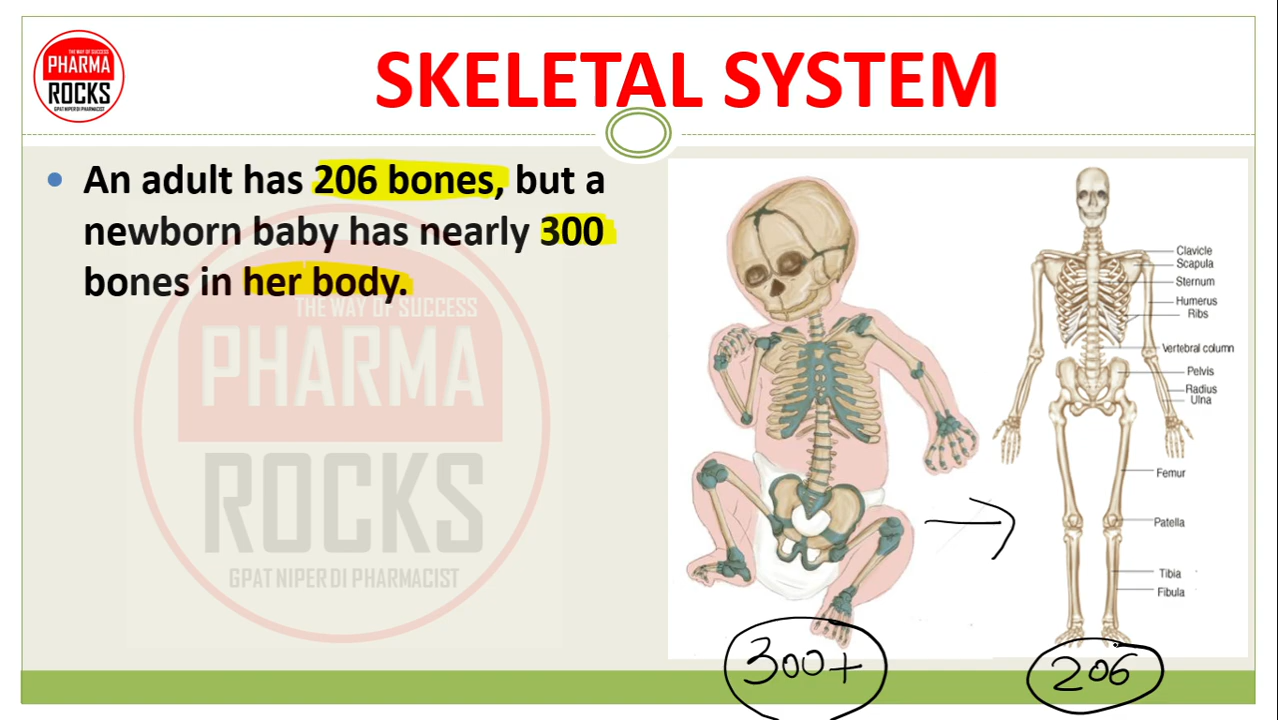 THE WAY OF SUCCESS
PHARMA
ROCKS
GPAT NIPER DI PHARMACIST
SKELETAL SYSTEM
• An adult has 206 bones, but a
newborn baby has nearly 300
bones in her body.
THE WAY OF SUCCESS
PHARMA
ROCKS
GPAT NIPER DI PHARMACIST
Clavicle
Scapula
Sternum
Humerus
Ribs
Vertebral column
Pelvis
Radius
Ulna
Femur
Patella
Tibia
Fibula
300+
206